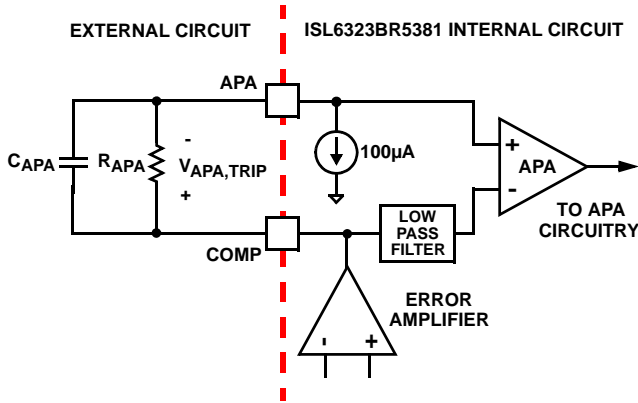 EXTERNAL CIRCUIT
ISL6323BR5381 INTERNAL CIRCUIT
APA
100µA
CAPA
RAPA
-
VAPA,TRIP
+
+
APA
-
LOW
PASS
FILTER
TO APA
CIRCUITRY
COMP
ERROR
AMPLIFIER
- +